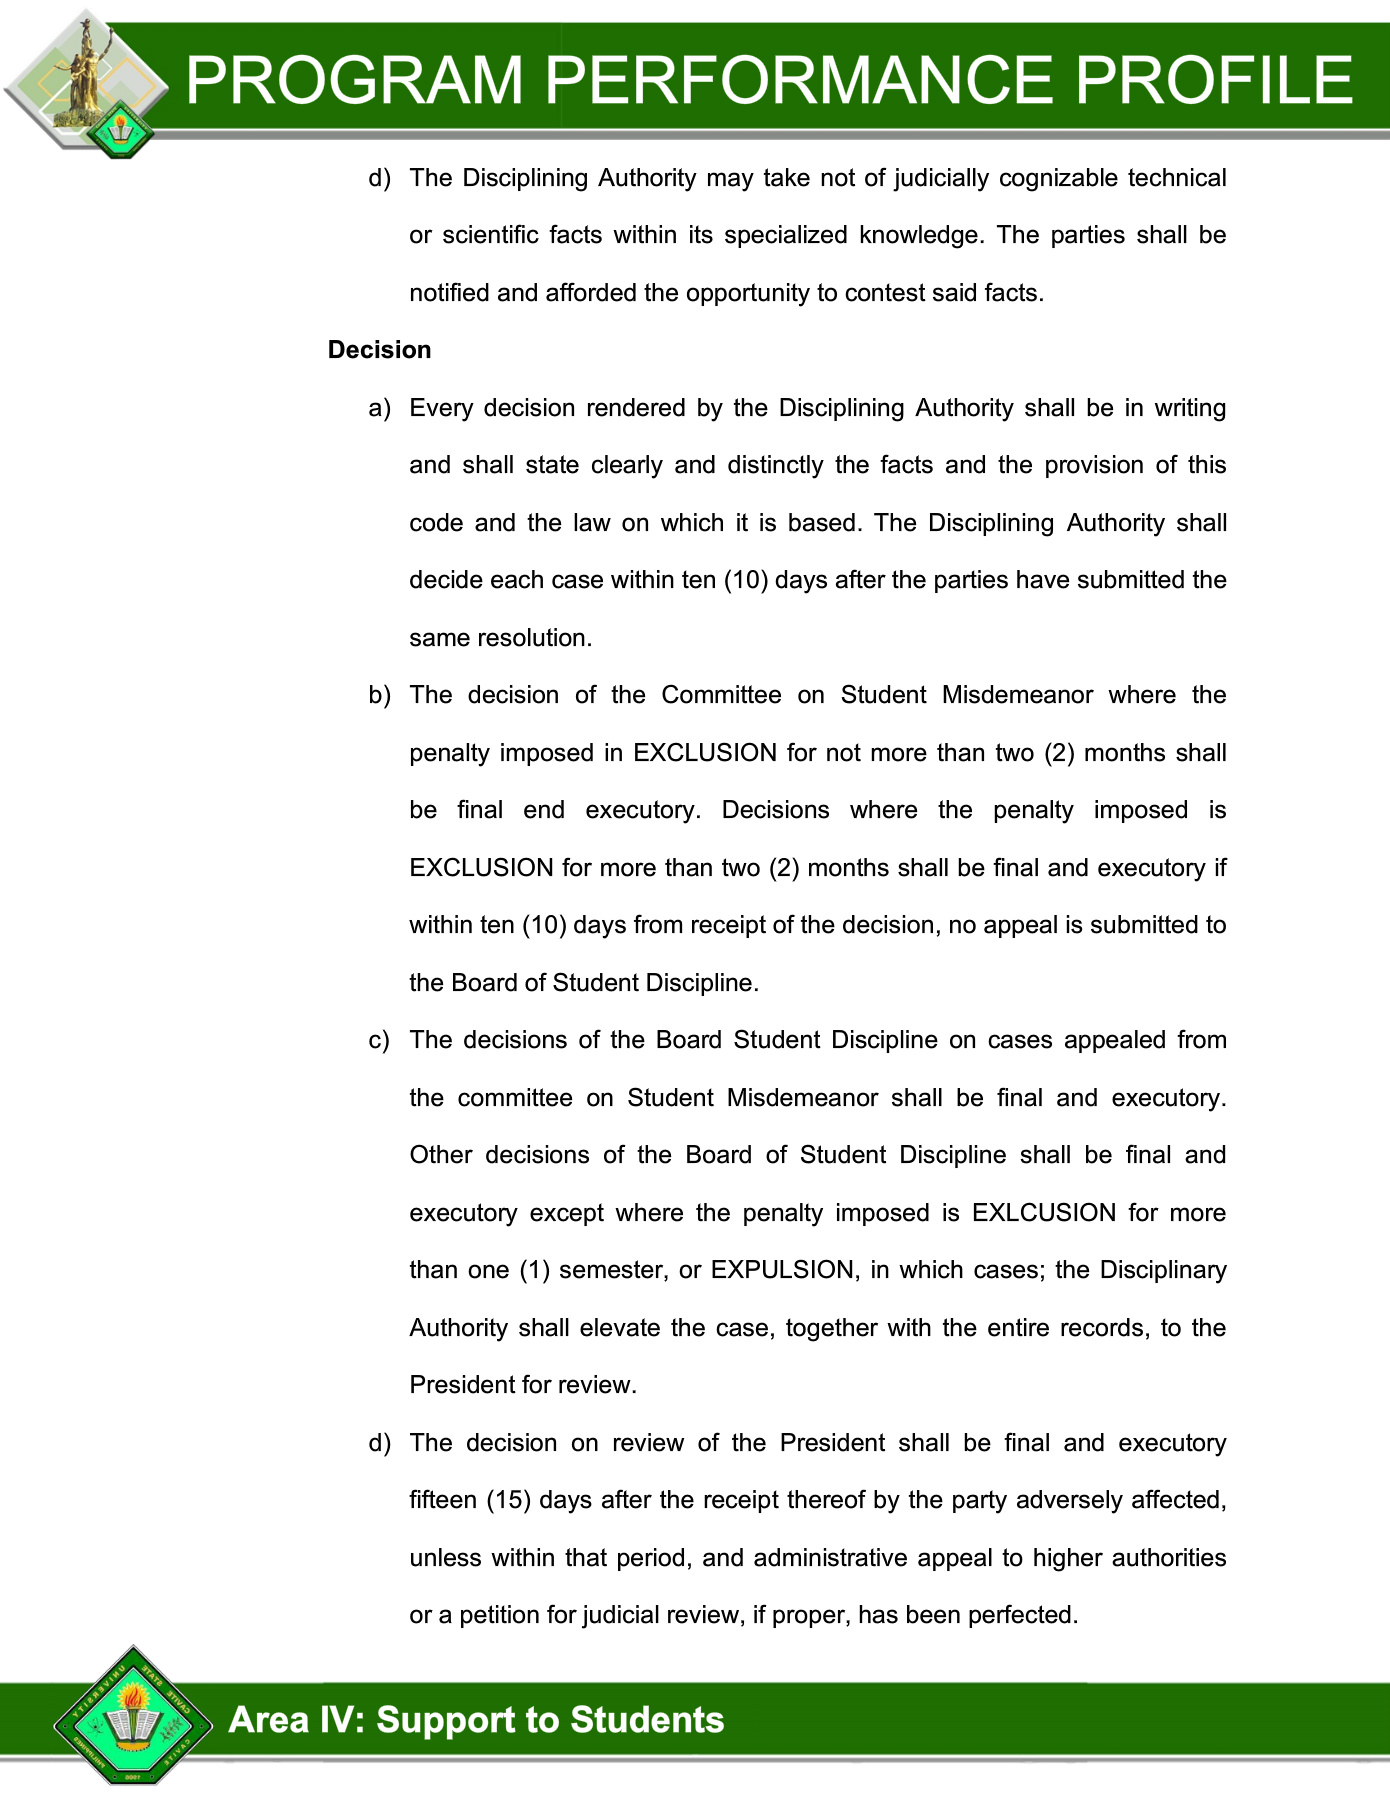 PROGRAM PERFORMANCE PROFILE
d) The Disciplining Authority may take not of judicially cognizable technical
or scientific facts within its specialized knowledge. The parties shall be
notified and afforded the opportunity to contest said facts.
Decision
a) Every decision rendered by the Disciplining Authority shall be in writing
and shall state clearly and distinctly the facts and the provision of this
code and the law on which it is based. The Disciplining Authority shall
decide each case within ten (10) days after the parties have submitted the
same resolution.
b) The decision of the Committee on Student Misdemeanor where the
penalty imposed in EXCLUSION for not more than two (2) months shall
be final end executory. Decisions where the penalty imposed is
EXCLUSION for more than two (2) months shall be final and executory if
within ten (10) days from receipt of the decision, no appeal is submitted to
the Board of Student Discipline.
c) The decisions of the Board Student Discipline on cases appealed from
the committee on Student Misdemeanor shall be final and executory.
Other decisions of the Board of Student Discipline shall be final and
executory except where the penalty imposed is EXLCUSION for more
than one (1) semester, or EXPULSION, in which cases; the Disciplinary
Authority shall elevate the case, together with the entire records, to the
President for review.
d) The decision on review of the President shall be final and executory
fifteen (15) days after the receipt thereof by the party adversely affected,
unless within that period, and administrative appeal to higher authorities
or a petition for judicial review, if proper, has been perfected.
CAVITE STATE UNIVERSITY
CAVITE
PHILIPPINES
Area IV: Support to Students